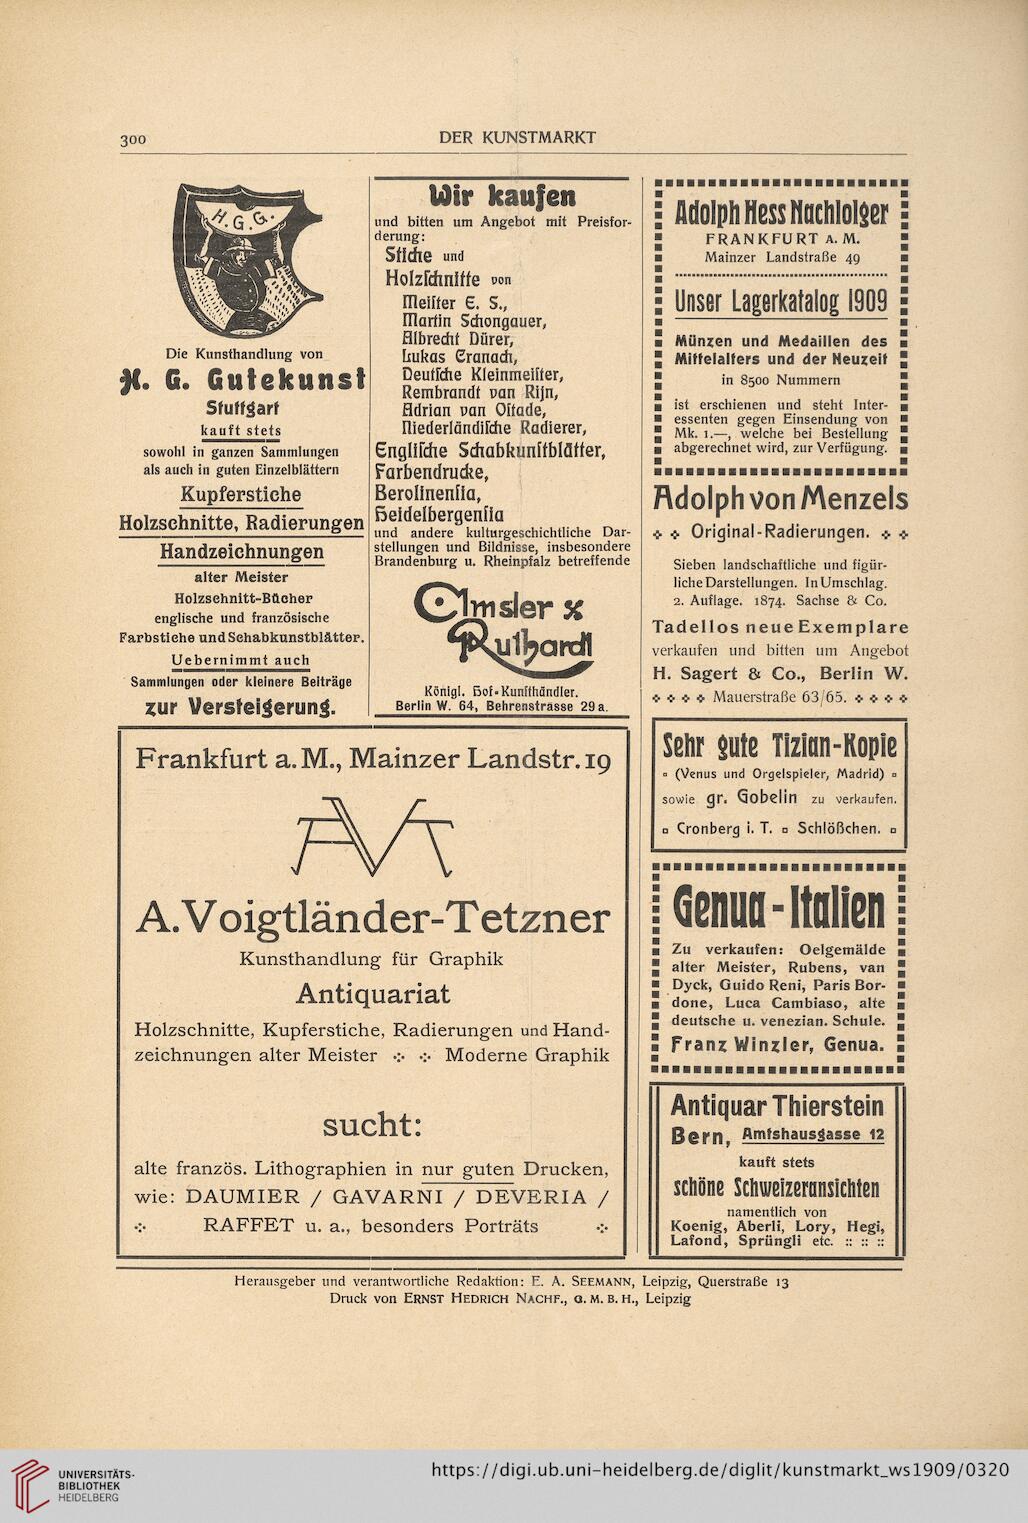 300
DER KUNSTMARKT
H.G.G.
Die Kunsthandlung von
H. G. Gutekunst
Stuttgart
kauft stets
sowohl in ganzen Sammlungen
als auch in guten Einzelblättern
Kupferstiche
Holzschnitte, Radierungen
Handzeichnungen
alter Meister
Holzschnitt-Bücher
englische und französische
Farbstiche und Schabkunstblätter.
Uebernimmt auch
Sammlungen oder kleinere Beiträge
zur Versteigerung.
Wir kaufen
und bitten um Angebot mit Preisfor-
derung:
Stiche und
Holzschnitte von
Meister E. S.,
Martin Schongauer,
Albrecht Dürer,
Lukas Cranach,
Deutsche Kleinmeister,
Rembrandt van Rijn,
Adrian van Ostade,
Niederländische Radierer,
Englische Schabkunstblätter,
Farbendrucke,
Berolinensia,
Heidelbergensia
und andere kulturgeschichtliche Dar-
stellungen und Bildnisse, insbesondere
Brandenburg u. Rheinpfalz betreffende
Amsler &
Ruthardt
Königl. Hof-Kunsthändler.
Berlin W. 64, Behrenstrasse 29a.
Adolph Hess Nachfolger
FRANKFURT A. M.
Mainzer Landstraße 49
Unser Lagerkatalog 1909
Münzen und Medaillen des
Mittelalters und der Neuzeit
in 8500 Nummern
ist erschienen und steht Inter-
essenten gegen Einsendung von
Mk. 1.—, welche bei Bestellung
abgerechnet wird, zur Verfügung.
Adolph von Menzels
Original-Radierungen.
Sieben landschaftliche und figür-
liche Darstellungen. In Umschlag.
2. Auflage. 1874. Sachse & Co.
Tadellos neue Exemplare
verkaufen und bitten um Angebot
H. Sagert & Co., Berlin W.
Mauerstraße 63/65.
Sehr gute Tizian-Kopie
(Venus und Orgelspieler, Madrid)
sowie gr. Gobelin zu verkaufen.
Cronberg i. T. Schlößchen.
Genua - Italien
Zu verkaufen: Oelgemälde
alter Meister, Rubens, van
Dyck, Guido Reni, Paris Bor-
done, Luca Cambiaso, alte
deutsche u. venezian. Schule.
Franz Winzler, Genua.
Antiquar Thierstein
Bern, Amtshausgasse 12
kauft stets
schöne Schweizeransichten
namentlich von
Koenig, Aberli, Lory, Hegi,
Lafond, Sprüngli etc. :: :: ::
Frankfurt a. M., Mainzer Landstr. 19
AVT
A. Voigtländer-Tetzner
Kunsthandlung für Graphik
Antiquariat
Holzschnitte, Kupferstiche, Radierungen und Hand-
zeichnungen alter Meister Moderne Graphik
sucht:
alte französ. Lithographien in nur guten Drucken,
wie: DAUMIER / GAVARNI / DEVERIA /
RAFFET u. a., besonders Porträts
Herausgeber und verantwortliche Redaktion: E. A. SEEMANN, Leipzig, Querstraße 13
Druck von ERNST HEDRICH NACHF., G. M. B. H., Leipzig
UNIVERSITÄTS-
BIBLIOTHEK
HEIDELBERG
https://digi.ub.uni-heidelberg.de/diglit/kunstmarkt_ws1909/0320